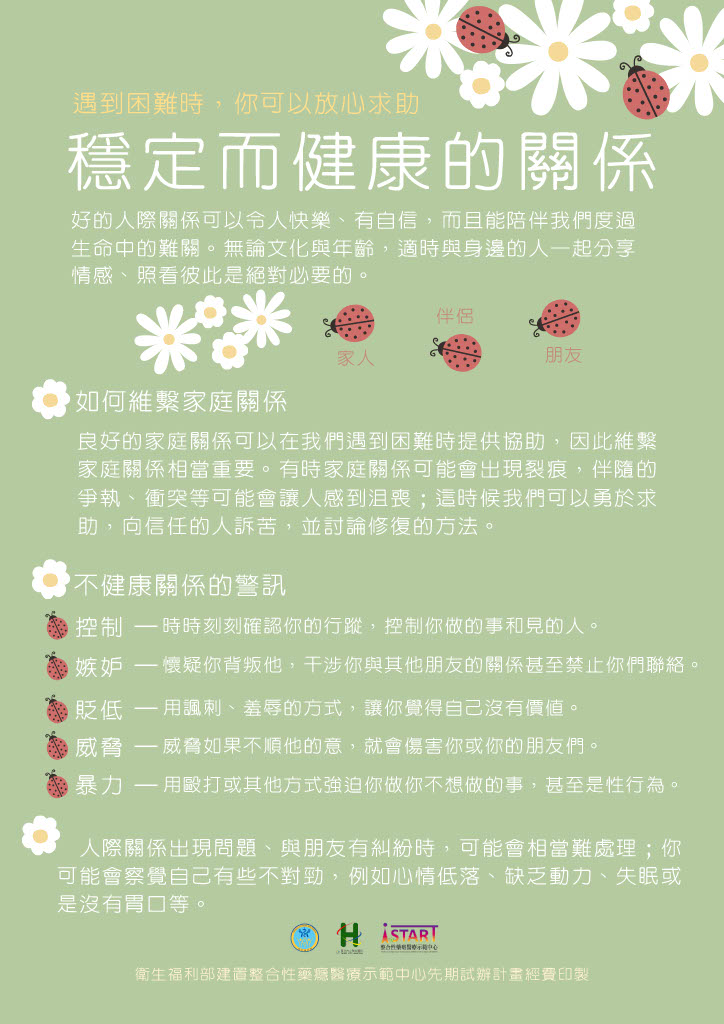 遇到困難時，你可以放心求助
穩定而健康的關係
好的人際關係可以令人快樂、有自信，而且能陪伴我們度過
生命中的難關。無論文化與年齡，適時與身邊的人一起分享
情感、照看彼此是絕對必要的。
伴侶
家人
朋友
如何維繫家庭關係
良好的家庭關係可以在我們遇到困難時提供協助，因此維繫
家庭關係相當重要。有時家庭關係可能會出現裂痕，伴隨的
爭執、衝突等可能會讓人感到沮喪；這時候我們可以勇於求
助，向信任的人訴苦，並討論修復的方法。
不健康關係的警訊
控制 — 時時刻刻確認你的行蹤，控制你做的事和見的人。
嫉妒 — 懷疑你背叛他，干涉你與其他朋友的關係甚至禁止你們聯絡。
貶低 — 用諷刺、羞辱的方式，讓你覺得自己沒有價值。
威脅 — 威脅如果不順他的意，就會傷害你或你的朋友們。
暴力 — 用毆打或其他方式強迫你做你不想做的事，甚至是性行為。
人際關係出現問題、與朋友有糾紛時，可能會相當難處理；你
可能會察覺自己有些不對勁，例如心情低落、缺乏動力、失眠或
是沒有胃口等。
iSTART
整合性藥癮醫療示範中心
衛生福利部建置整合性藥癮醫療示範中心先期試辦計畫經費印製